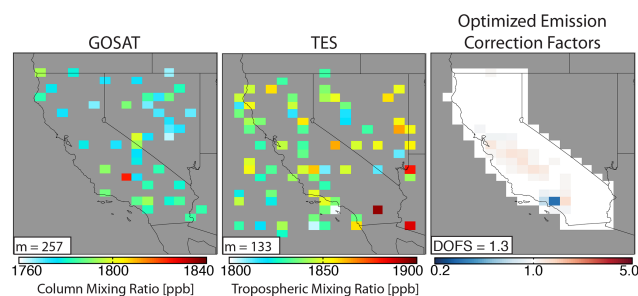 GOSAT
TES
Optimized Emission
Correction Factors
m = 257
m = 133
DOFS = 1.3
1760 1800 1840
1800 1850 1900
0.2 1.0 5.0
Column Mixing Ratio [ppb]
Tropospheric Mixing Ratio [ppb]